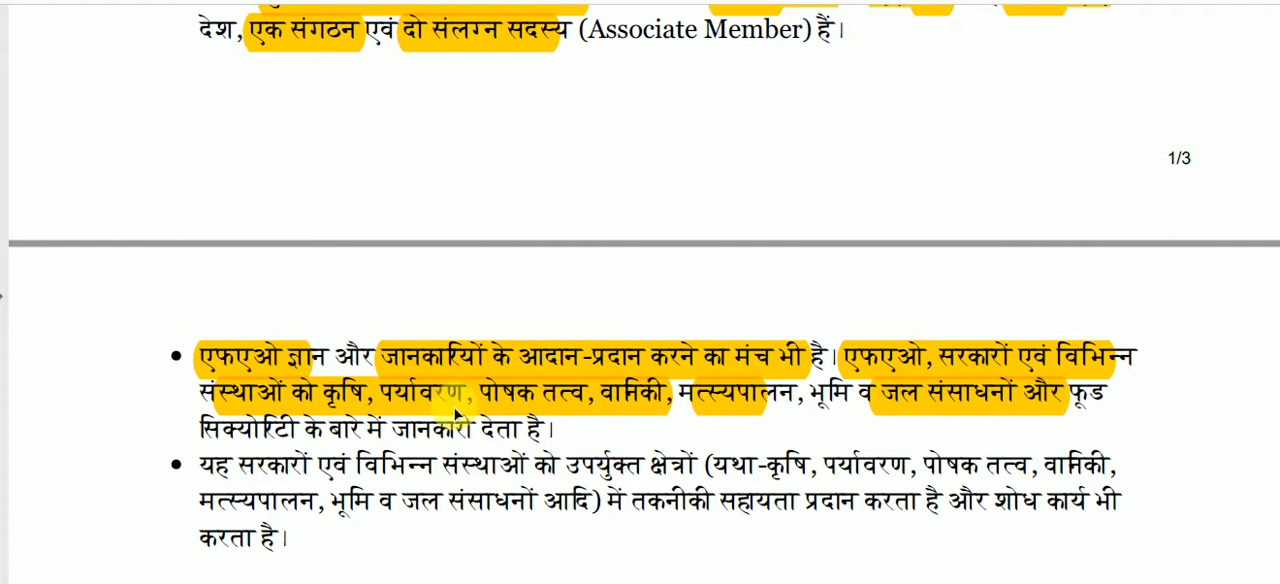 देश, एक संगठन एवं दो संलग्न सदस्य (Associate Member) हैं।
1/3
• एफएओ ज्ञान और जानकारियों के आदान-प्रदान करने का मंच भी है। एफएओ, सरकारों एवं विभिन्न
संस्थाओं को कृषि, पर्यावरण, पोषक तत्व, वानिकी, मत्स्यपालन, भूमि व जल संसाधनों और फूड
सिक्योरिटी के बारे में जानकारी देता है।
• यह सरकारों एवं विभिन्न संस्थाओं को उपर्युक्त क्षेत्रों (यथा-कृषि, पर्यावरण, पोषक तत्व, वानिकी,
मत्स्यपालन, भूमि व जल संसाधनों आदि) में तकनीकी सहायता प्रदान करता है और शोध कार्य भी
करता है।